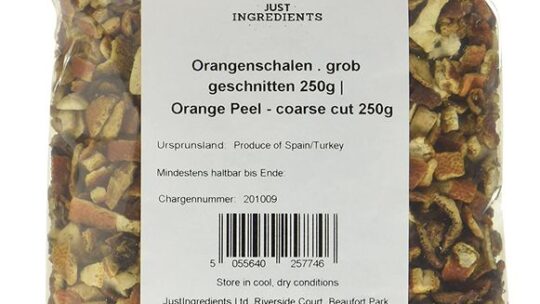 JUST
INGREDIENTS
Orangenschalen . grob
geschnitten 250g |
Orange Peel - coarse cut 250g
Ursprunsland: Produce of Spain/Turkey
Mindestens haltbar bis Ende:
Chargennummer: 201009
5 055640 257746
Store in cool, dry conditions
JustIngredients Ltd, Riverside Court, Beaufort Park